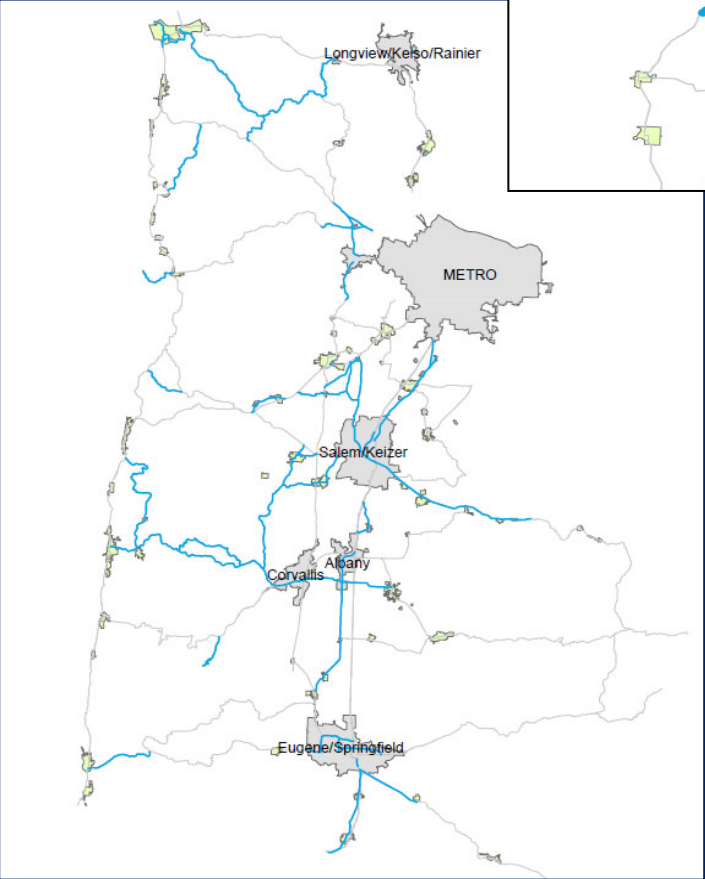 Longview/Kelso/Rainier
METRO
Salem/Keizer
Albany
Corvallis
Eugene/Springfield